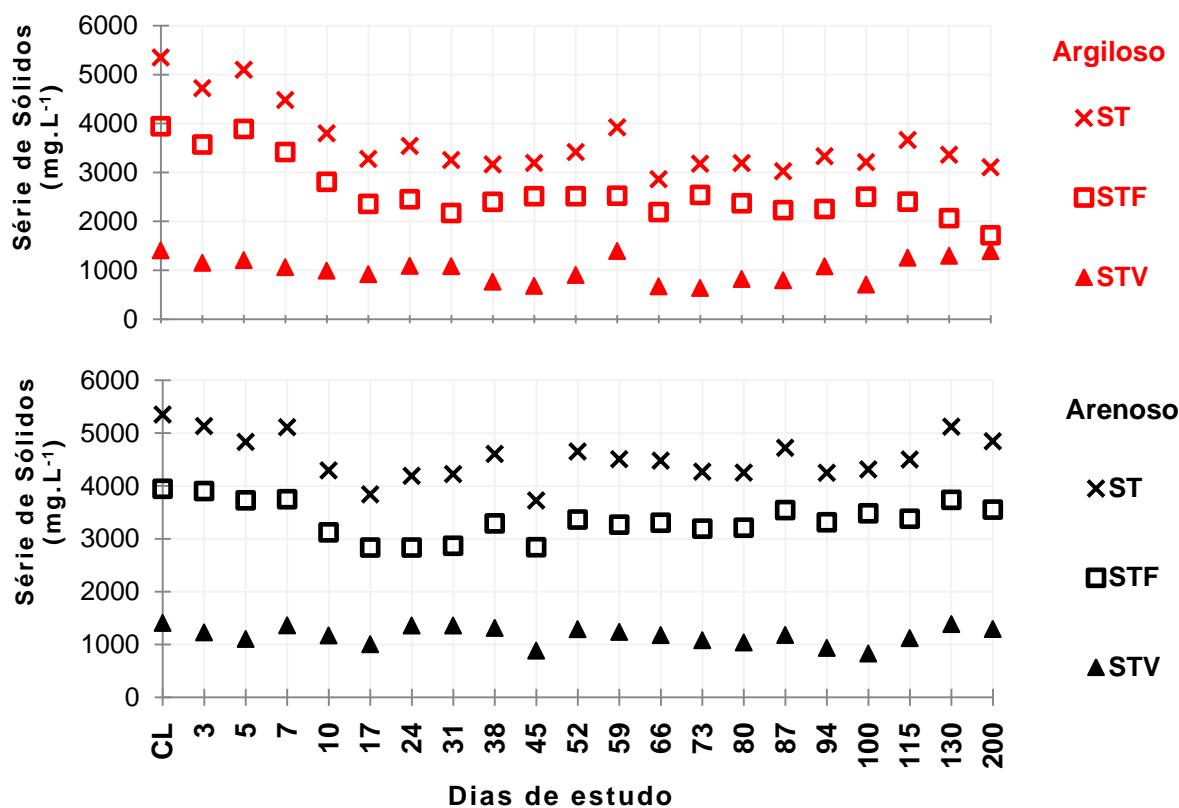 Série de Sólidos
(mg.L-1)
6000
5000
4000
3000
2000
1000
0
Argiloso
ST
STF
STV
Série de Sólidos
(mg.L-1)
6000
5000
4000
3000
2000
1000
0
Arenoso
ST
STF
STV
CL 3 5 7 10 17 24 31 38 45 52 59 66 73 80 87 94 100 115 130 200
Dias de estudo